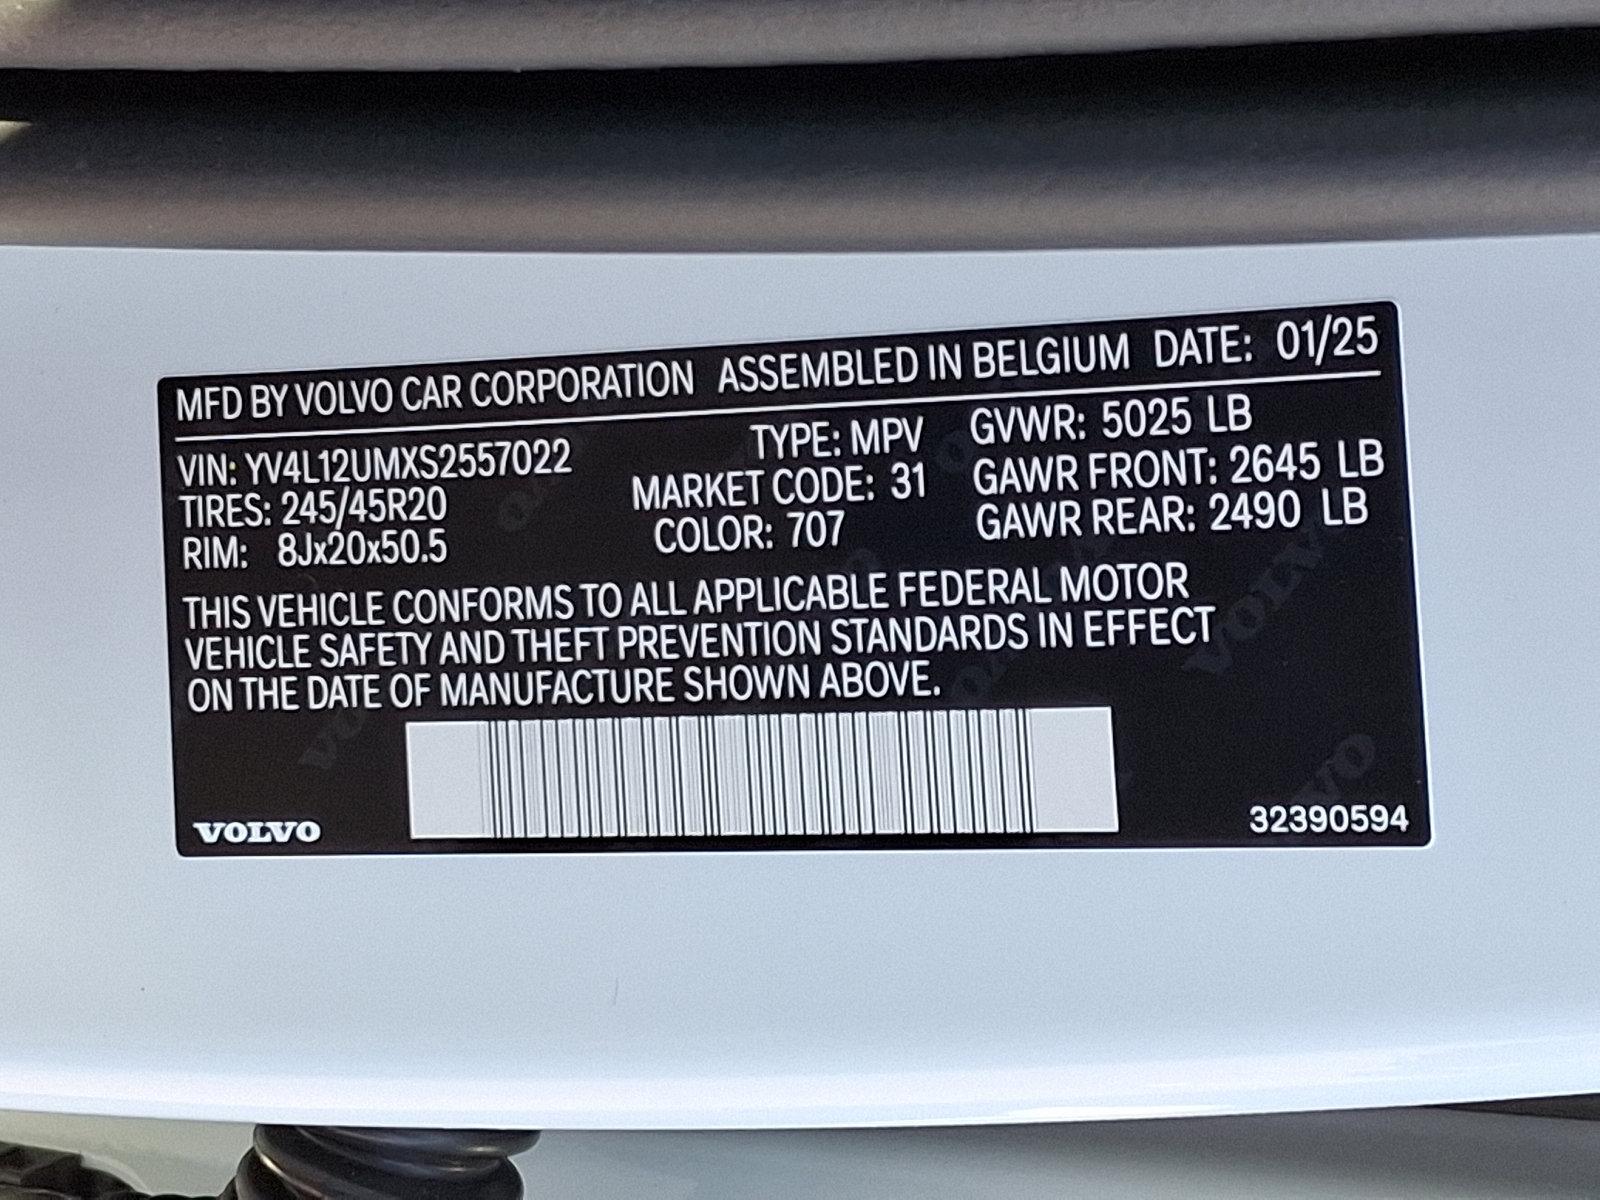 MFD BY VOLVO CAR CORPORATION ASSEMBLED IN BELGIUM DATE: 01/25
VIN: YV4L12UMXS2557022 TYPE: MPV GVWR: 5025 LB
TIRES: 245/45R20 MARKET CODE: 31 GAWR FRONT: 2645 LB
RIM: 8Jx20x50.5 COLOR: 707 GAWR REAR: 2490 LB
THIS VEHICLE CONFORMS TO ALL APPLICABLE FEDERAL MOTOR
VEHICLE SAFETY AND THEFT PREVENTION STANDARDS IN EFFECT
ON THE DATE OF MANUFACTURE SHOWN ABOVE.
VOLVO 32390594